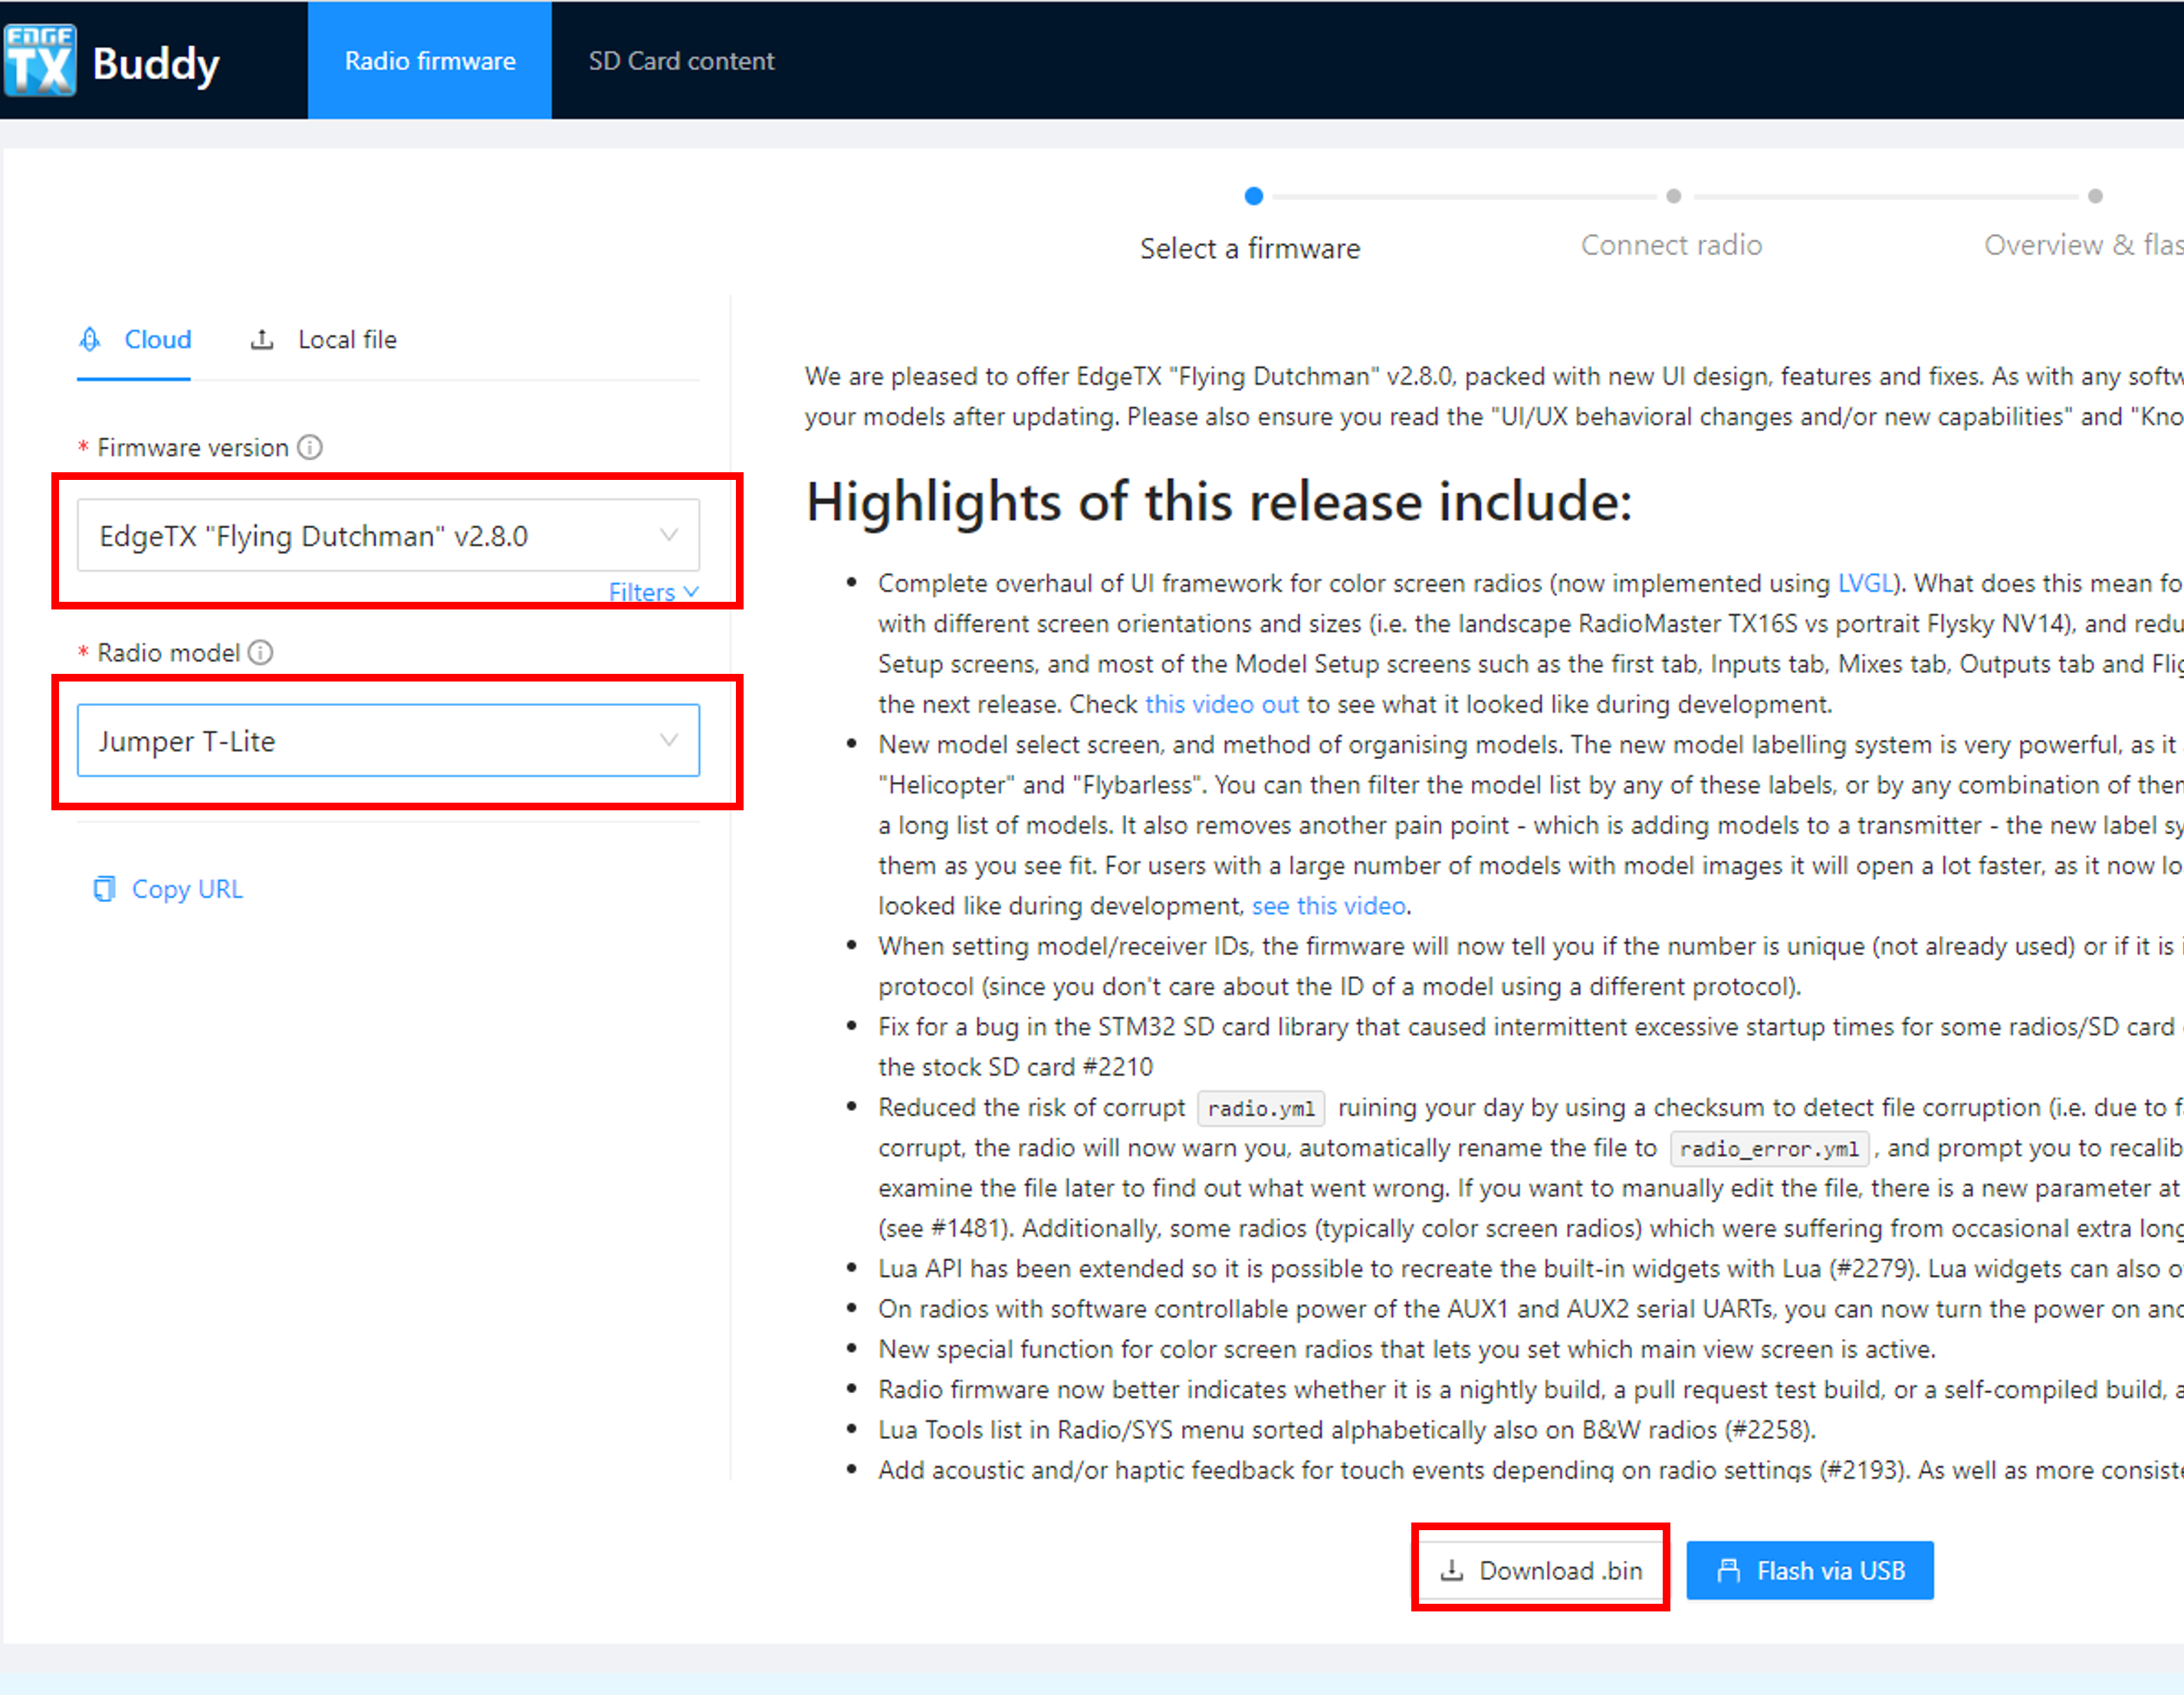 EDGE TX Buddy
Radio firmware
SD Card content
Select a firmware
Connect radio
Overview & flas
Cloud
Local file
* Firmware version
EdgeTX "Flying Dutchman" v2.8.0
Filters
* Radio model
Jumper T-Lite
Copy URL
We are pleased to offer EdgeTX "Flying Dutchman" v2.8.0, packed with new UI design, features and fixes. As with any softw
your models after updating. Please also ensure you read the "UI/UX behavioral changes and/or new capabilities" and "Kno
Highlights of this release include:
• Complete overhaul of UI framework for color screen radios (now implemented using LVGL). What does this mean fo
with different screen orientations and sizes (i.e. the landscape RadioMaster TX16S vs portrait Flysky NV14), and redu
Setup screens, and most of the Model Setup screens such as the first tab, Inputs tab, Mixes tab, Outputs tab and Flig
the next release. Check this video out to see what it looked like during development.
• New model select screen, and method of organising models. The new model labelling system is very powerful, as it
"Helicopter" and "Flybarless". You can then filter the model list by any of these labels, or by any combination of them
a long list of models. It also removes another pain point - which is adding models to a transmitter - the new label sy
them as you see fit. For users with a large number of models with model images it will open a lot faster, as it now lo
looked like during development, see this video.
• When setting model/receiver IDs, the firmware will now tell you if the number is unique (not already used) or if it is i
protocol (since you don't care about the ID of a model using a different protocol).
• Fix for a bug in the STM32 SD card library that caused intermittent excessive startup times for some radios/SD card
the stock SD card #2210
• Reduced the risk of corrupt radio.yml ruining your day by using a checksum to detect file corruption (i.e. due to f
corrupt, the radio will now warn you, automatically rename the file to radio_error.yml , and prompt you to recalib
examine the file later to find out what went wrong. If you want to manually edit the file, there is a new parameter at
(see #1481). Additionally, some radios (typically color screen radios) which were suffering from occasional extra long
• Lua API has been extended so it is possible to recreate the built-in widgets with Lua (#2279). Lua widgets can also o
• On radios with software controllable power of the AUX1 and AUX2 serial UARTs, you can now turn the power on and
• New special function for color screen radios that lets you set which main view screen is active.
• Radio firmware now better indicates whether it is a nightly build, a pull request test build, or a self-compiled build, a
• Lua Tools list in Radio/SYS menu sorted alphabetically also on B&W radios (#2258).
• Add acoustic and/or haptic feedback for touch events depending on radio settings (#2193). As well as more consiste
Download .bin
Flash via USB